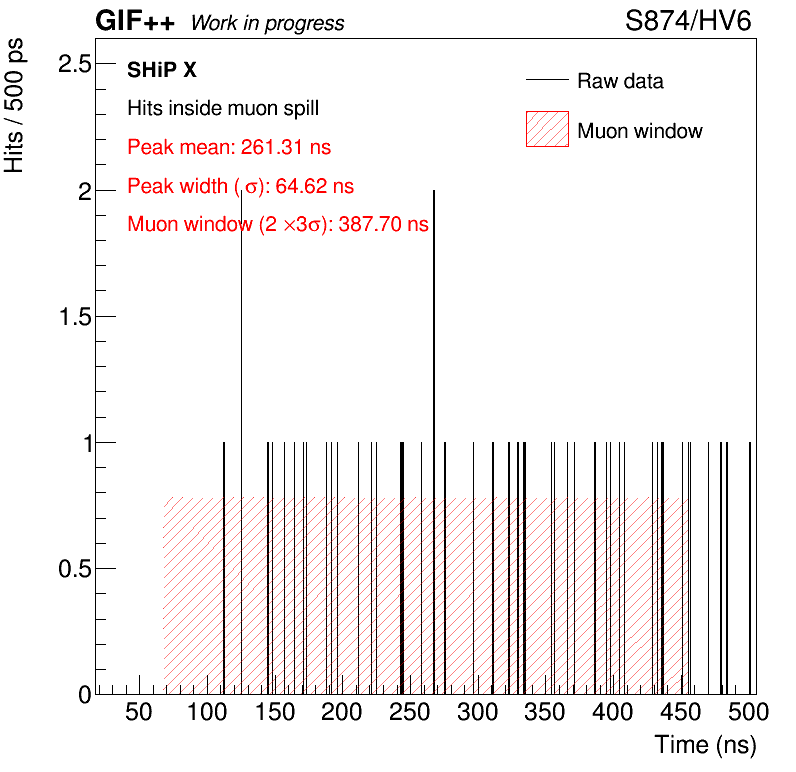 GIF++ Work in progress S874/HV6
Hits / 500 ps
SHiP X
Hits inside muon spill
Peak mean: 261.31 ns
Peak width (σ): 64.62 ns
Muon window (2 ×3σ): 387.70 ns
Raw data
Muon window
2.5
2
1.5
1
0.5
0
50 100 150 200 250 300 350 400 450 500
Time (ns)